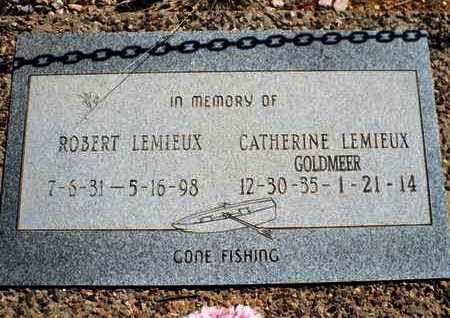 IN MEMORY OF
ROBERT LEMIEUX CATHERINE LEMIEUX
GOLDMEER
7-6-31 — 5-16-98 12-30-35 - 1-21-14
GONE FISHING